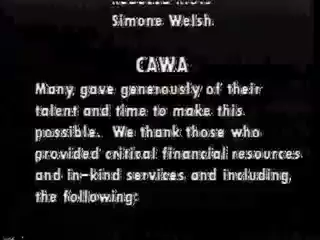 Simone Welsh
CAWA
Many gave generously of their
talent and time to make this
possible. We thank those who
provided critical financial resources
and in-kind services and including,
the following: